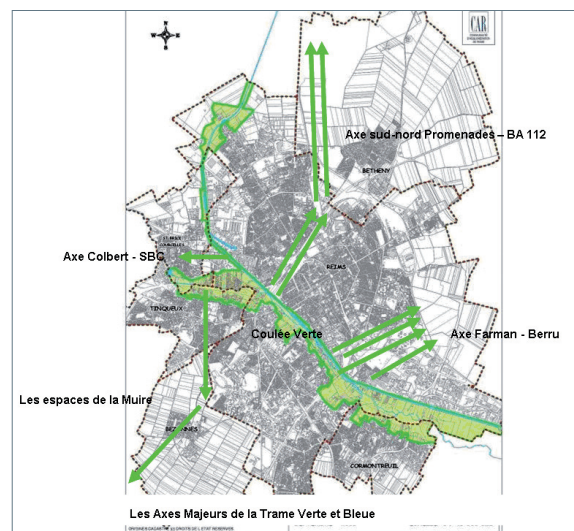 CAR
N
Axe sud-nord Promenades – BA 112
BETHENY
Axe Colbert - SBC
REIMS
TINQUEUX
Coulée Verte
Axe Farman - Berru
Les espaces de la Muire
BEZANNES
CORMONTREUIL
Les Axes Majeurs de la Trame Verte et Bleue